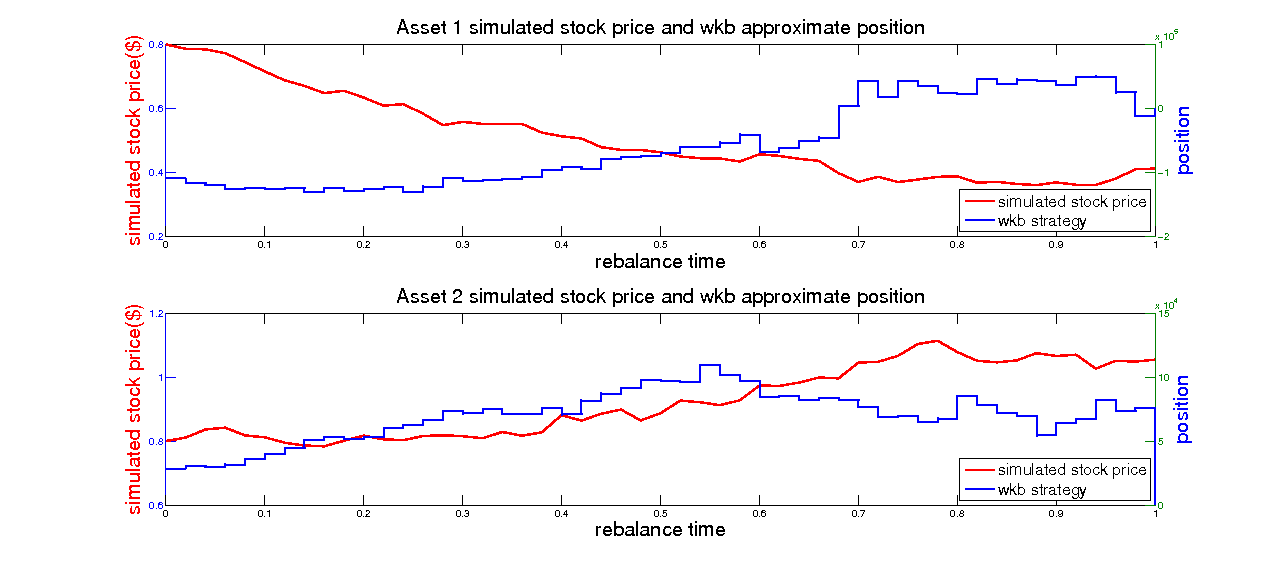 Asset 1 simulated stock price and wkb approximate position
x 10^5
simulated stock price($)
0.8
0.6
0.4
0.2
1
0
-1
-2
position
simulated stock price
wkb strategy
0 0.1 0.2 0.3 0.4 0.5 0.6 0.7 0.8 0.9 1
rebalance time
Asset 2 simulated stock price and wkb approximate position
x 10^4
simulated stock price($)
1.2
1
0.8
0.6
15
10
5
0
position
simulated stock price
wkb strategy
0 0.1 0.2 0.3 0.4 0.5 0.6 0.7 0.8 0.9 1
rebalance time